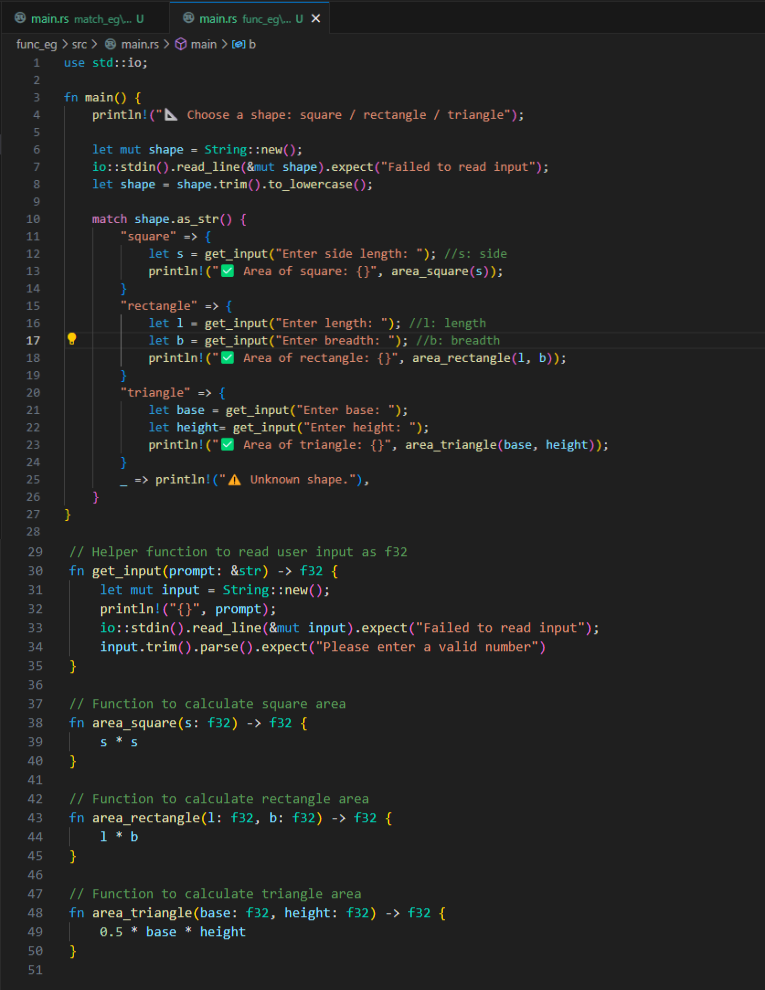 main.rs match_eg\... U main.rs func_eg\... U ✕
func_eg > src > main.rs > main > b
1 use std::io;
2
3 fn main() {
4     println!("📐 Choose a shape: square / rectangle / triangle");
5
6     let mut shape = String::new();
7     io::stdin().read_line(&mut shape).expect("Failed to read input");
8     let shape = shape.trim().to_lowercase();
9
10     match shape.as_str() {
11         "square" => {
12             let s = get_input("Enter side length: "); //s: side
13             println!("✅ Area of square: {}", area_square(s));
14         }
15         "rectangle" => {
16             let l = get_input("Enter length: "); //l: length
17             let b = get_input("Enter breadth: "); //b: breadth
18             println!("✅ Area of rectangle: {}", area_rectangle(l, b));
19         }
20         "triangle" => {
21             let base = get_input("Enter base: ");
22             let height= get_input("Enter height: ");
23             println!("✅ Area of triangle: {}", area_triangle(base, height));
24         }
25         _ => println!("⚠️ Unknown shape."),
26     }
27 }
28
29 // Helper function to read user input as f32
30 fn get_input(prompt: &str) -> f32 {
31     let mut input = String::new();
32     println!("{}", prompt);
33     io::stdin().read_line(&mut input).expect("Failed to read input");
34     input.trim().parse().expect("Please enter a valid number")
35 }
36
37 // Function to calculate square area
38 fn area_square(s: f32) -> f32 {
39     s * s
40 }
41
42 // Function to calculate rectangle area
43 fn area_rectangle(l: f32, b: f32) -> f32 {
44     l * b
45 }
46
47 // Function to calculate triangle area
48 fn area_triangle(base: f32, height: f32) -> f32 {
49     0.5 * base * height
50 }
51